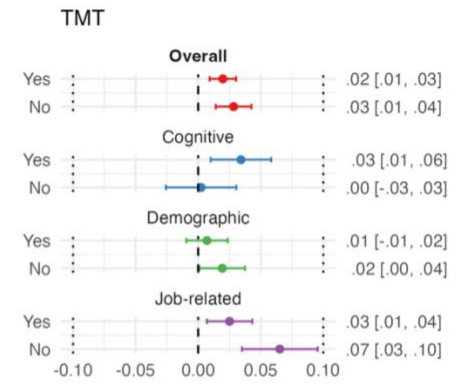 TMT
Overall
Yes .02 [.01, .03]
No .03 [.01, .04]
Cognitive
Yes .03 [.01, .06]
No .00 [-.03, .03]
Demographic
Yes .01 [-.01, .02]
No .02 [.00, .04]
Job-related
Yes .03 [.01, .04]
No .07 [.03, .10]
-0.10 -0.05 0.00 0.05 0.10